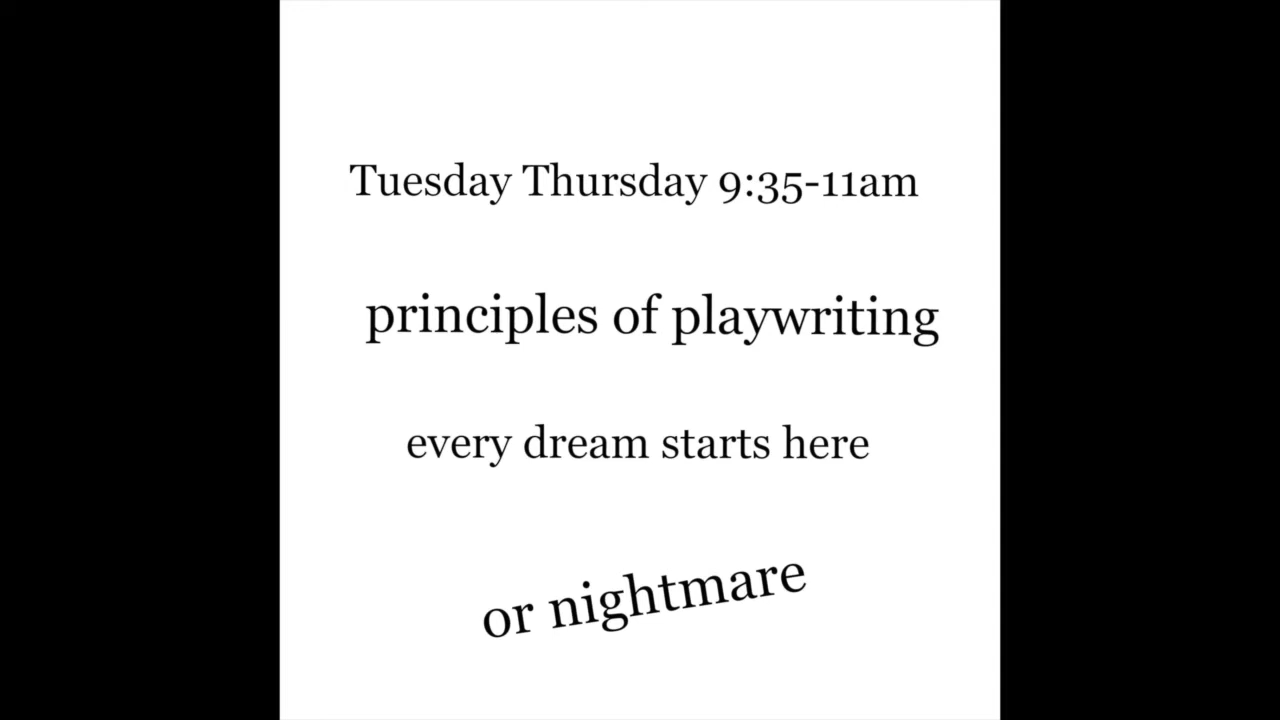 Tuesday Thursday 9:35-11am
principles of playwriting
every dream starts here
or nightmare